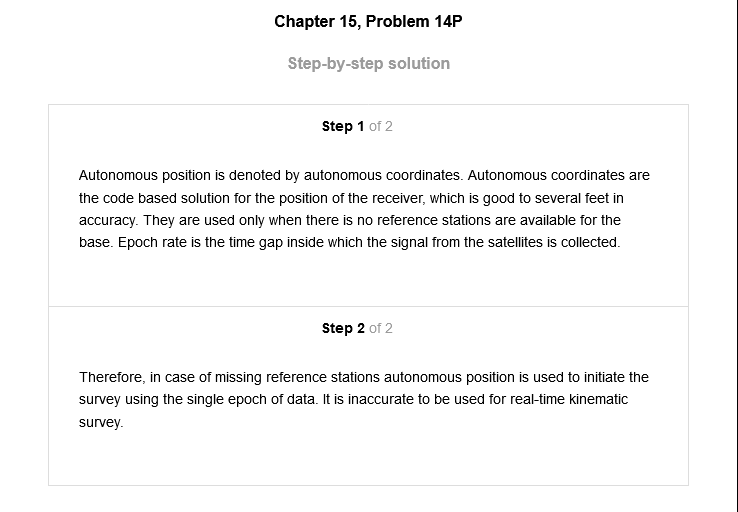 Chapter 15, Problem 14P
Step-by-step solution
Step 1 of 2
Autonomous position is denoted by autonomous coordinates. Autonomous coordinates are
the code based solution for the position of the receiver, which is good to several feet in
accuracy. They are used only when there is no reference stations are available for the
base. Epoch rate is the time gap inside which the signal from the satellites is collected.
Step 2 of 2
Therefore, in case of missing reference stations autonomous position is used to initiate the
survey using the single epoch of data. It is inaccurate to be used for real-time kinematic
survey.